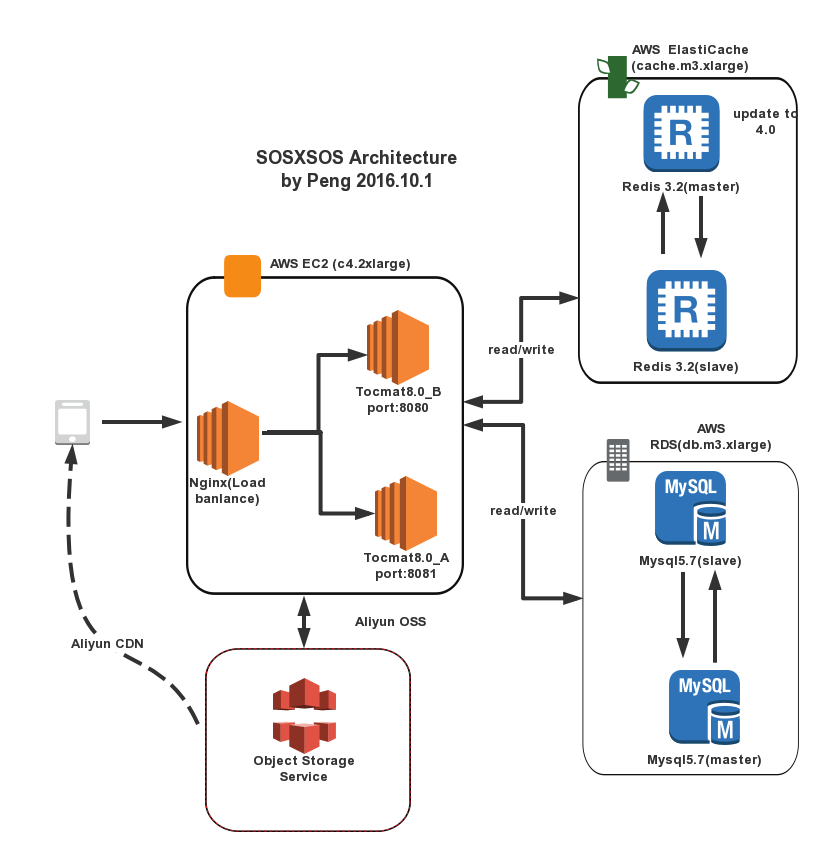 AWS ElastiCache
(cache.m3.xlarge)
R
update to
4.0
Redis 3.2(master)
R
Redis 3.2(slave)
SOSXSOS Architecture
by Peng 2016.10.1
AWS EC2 (c4.2xlarge)
Tocmat8.0_B
port:8080
Nginx(Load
banlance)
Tocmat8.0_A
port:8081
read/write
read/write
AWS
RDS(db.m3.xlarge)
MySQL
M
Mysql5.7(slave)
MySQL
M
Mysql5.7(master)
Aliyun OSS
Aliyun CDN
Object Storage
Service